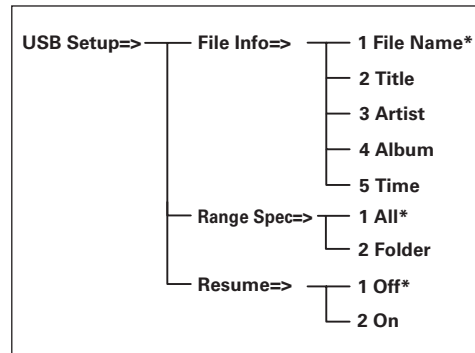 USB Setup=> File Info=> 1 File Name*
2 Title
3 Artist
4 Album
5 Time
Range Spec=> 1 All*
2 Folder
Resume=> 1 Off*
2 On